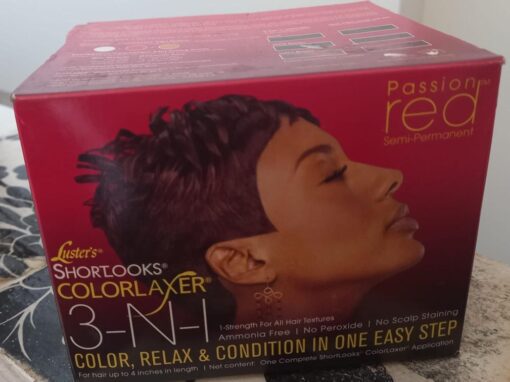 Passion
red
Semi-Permanent
Luster's®
SHORTLOOKS®
COLORLAXER®
3-N-1
1-Strength For All Hair Textures
Ammonia Free | No Peroxide | No Scalp Staining
COLOR, RELAX & CONDITION IN ONE EASY STEP
For hair up to 4 inches in length | Net content: One Complete ShortLooks® ColorLaxer® Application